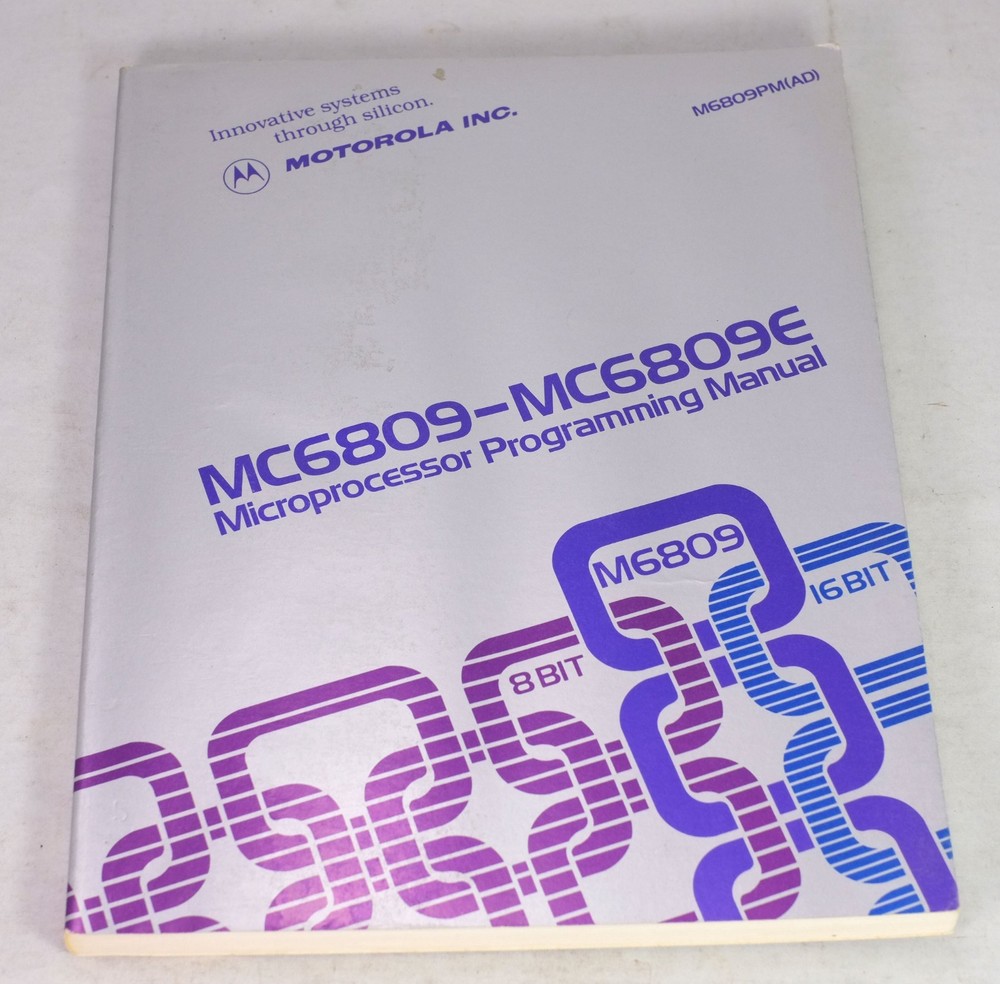 Innovative systems
through silicon.
MOTOROLA INC.
M6809PM(AD)
MC6809-MC6809E
Microprocessor Programming Manual
M6809
16 BIT
8 BIT